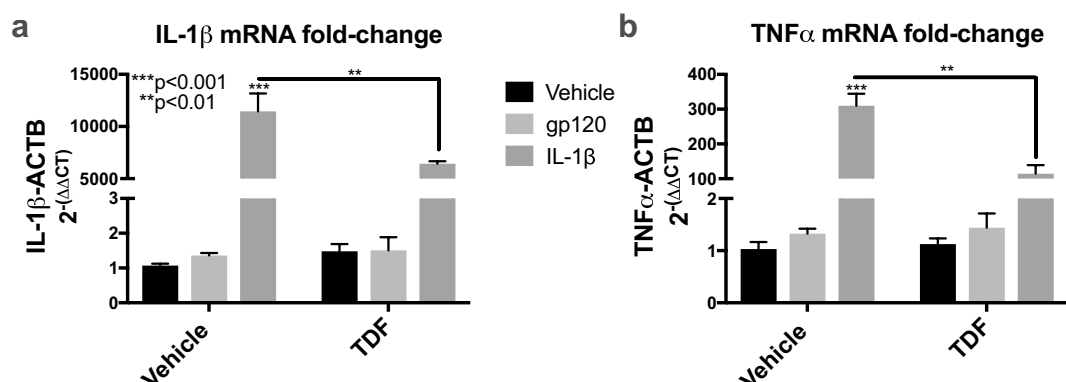 a
IL-1β mRNA fold-change
IL-1β-ACTB
2-(ΔΔCT)
15000
10000
5000
3
2
1
0
***p<0.001
**p<0.01
***
**
Vehicle
TDF
Vehicle
gp120
IL-1β
b
TNFα mRNA fold-change
TNFα-ACTB
2-(ΔΔCT)
400
300
200
100
2
1
0
***
**
Vehicle
TDF